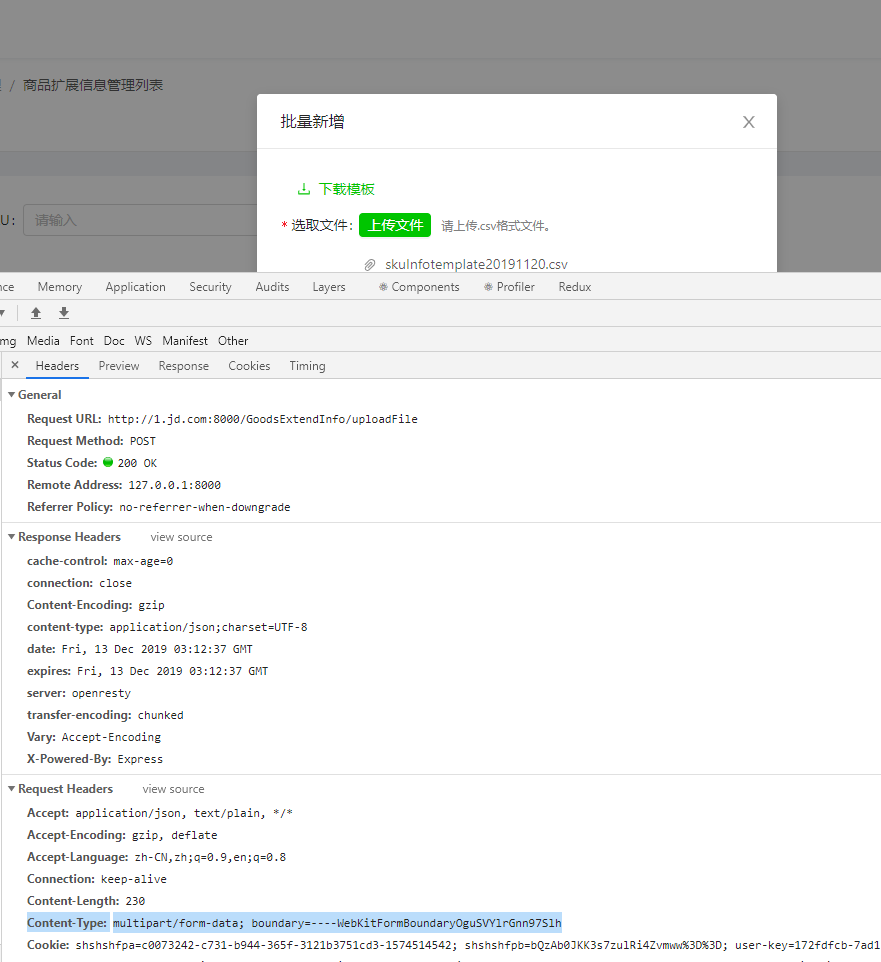 / 商品扩展信息管理列表
批量新增
下载模板
U: 请输入
* 选取文件: 上传文件 请上传.csv格式文件。
skuInfotemplate20191120.csv
nce Memory Application Security Audits Layers Components Profiler Redux
mg Media Font Doc WS Manifest Other
× Headers Preview Response Cookies Timing
General
Request URL: http://1.jd.com:8000/GoodsExtendInfo/uploadFile
Request Method: POST
Status Code: 200 OK
Remote Address: 127.0.0.1:8000
Referrer Policy: no-referrer-when-downgrade
Response Headers view source
cache-control: max-age=0
connection: close
Content-Encoding: gzip
content-type: application/json;charset=UTF-8
date: Fri, 13 Dec 2019 03:12:37 GMT
expires: Fri, 13 Dec 2019 03:12:37 GMT
server: openresty
transfer-encoding: chunked
Vary: Accept-Encoding
X-Powered-By: Express
Request Headers view source
Accept: application/json, text/plain, */*
Accept-Encoding: gzip, deflate
Accept-Language: zh-CN,zh;q=0.9,en;q=0.8
Connection: keep-alive
Content-Length: 230
Content-Type: multipart/form-data; boundary=----WebKitFormBoundaryOguSVYlrGnn97Slh
Cookie: shshshfpa=c0073242-c731-b944-365f-3121b3751cd3-1574514542; shshshfpb=bQzAb0JKK3s7zulRi4Zvmww%3D%3D; user-key=172fdfcb-7ad1